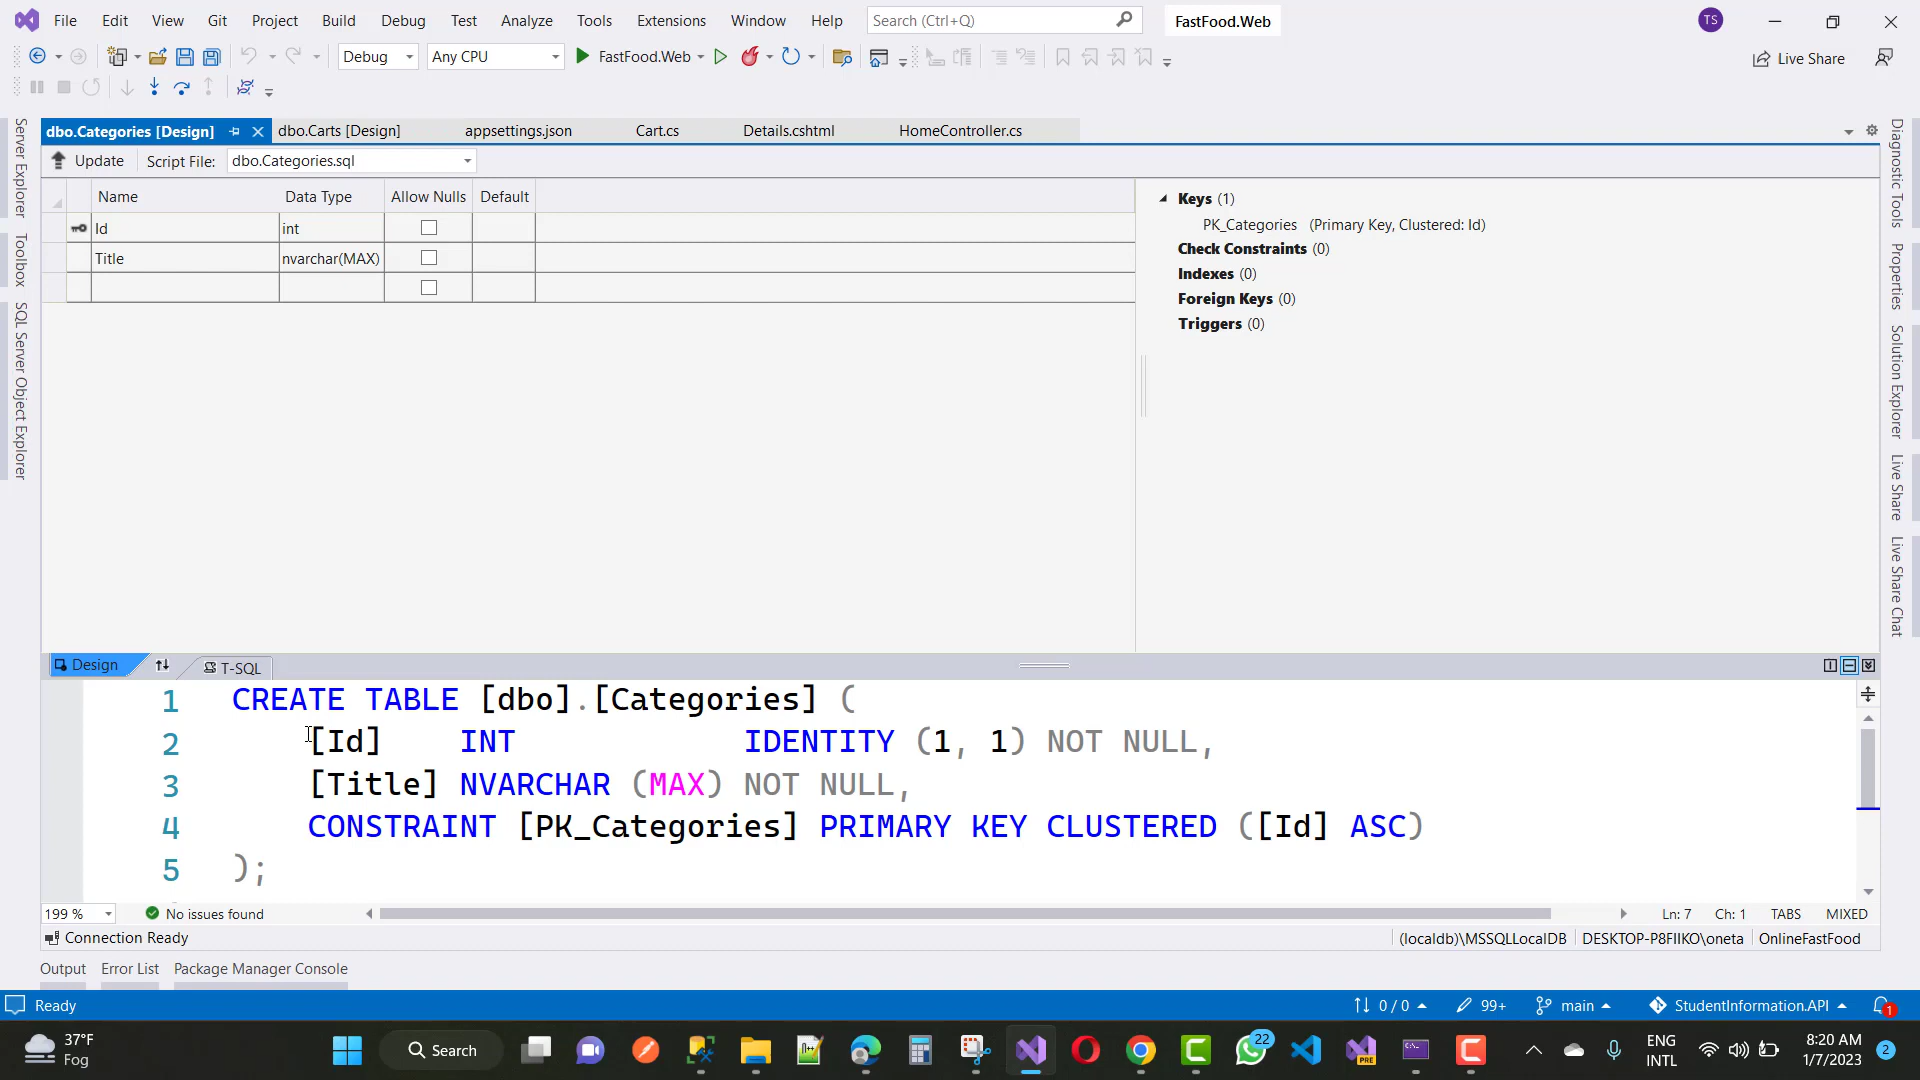 File Edit View Git Project Build Debug Test Analyze Tools Extensions Window Help Search (Ctrl+Q) FastFood.Web TS
Debug Any CPU FastFood.Web Live Share
dbo.Categories [Design] dbo.Carts [Design] appsettings.json Cart.cs Details.cshtml HomeController.cs
Update Script File: dbo.Categories.sql
Name Data Type Allow Nulls Default
Id int
Title nvarchar(MAX)
Keys (1)
PK_Categories (Primary Key, Clustered: Id)
Check Constraints (0)
Indexes (0)
Foreign Keys (0)
Triggers (0)
Server Explorer
Toolbox
SQL Server Object Explorer
Diagnostic Tools
Properties
Solution Explorer
Live Share
Live Share Chat
Design T-SQL
1 CREATE TABLE [dbo].[Categories] (
2 [Id] INT IDENTITY (1, 1) NOT NULL,
3 [Title] NVARCHAR (MAX) NOT NULL,
4 CONSTRAINT [PK_Categories] PRIMARY KEY CLUSTERED ([Id] ASC)
5 );
199 % No issues found Ln: 7 Ch: 1 TABS MIXED
Connection Ready (localdb)\MSSQLLocalDB DESKTOP-P8FIIKO\oneta OnlineFastFood
Output Error List Package Manager Console
Ready 0 / 0 99+ main StudentInformation.API 1
37°F
Fog
Search
22
PRE
ENG
INTL
8:20 AM
1/7/2023
2